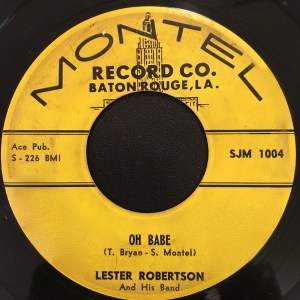 MONTEL
RECORD CO.
BATON ROUGE, LA.
Ace Pub.
S - 226 BMI
SJM 1004
OH BABE
(T. Bryan - S. Montel)
LESTER ROBERTSON
And His Band